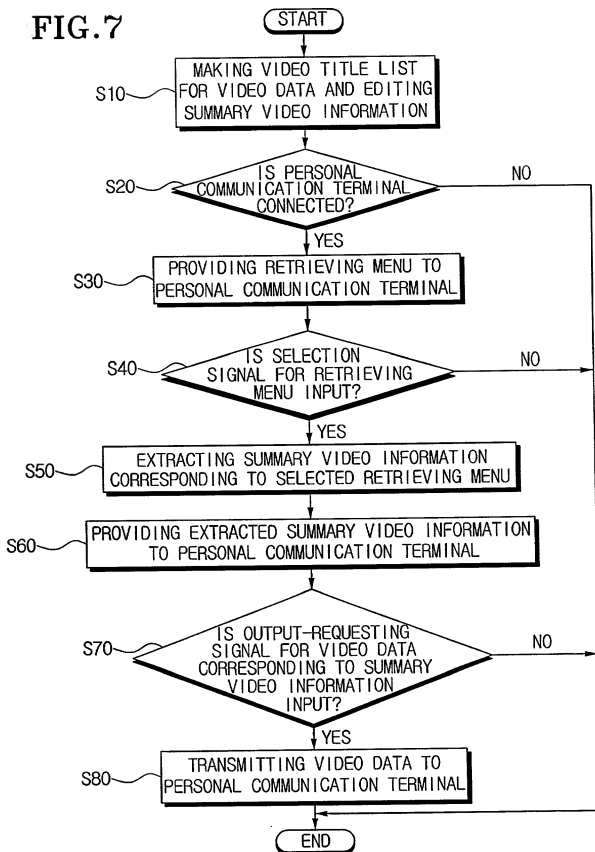 FIG.7
START
S10
MAKING VIDEO TITLE LIST
FOR VIDEO DATA AND EDITING
SUMMARY VIDEO INFORMATION
S20
IS PERSONAL
COMMUNICATION TERMINAL
CONNECTED?
NO
YES
S30
PROVIDING RETRIEVING MENU TO
PERSONAL COMMUNICATION TERMINAL
S40
IS SELECTION
SIGNAL FOR RETRIEVING
MENU INPUT?
NO
YES
S50
EXTRACTING SUMMARY VIDEO INFORMATION
CORRESPONDING TO SELECTED RETRIEVING MENU
S60
PROVIDING EXTRACTED SUMMARY VIDEO INFORMATION
TO PERSONAL COMMUNICATION TERMINAL
S70
IS OUTPUT-REQUESTING
SIGNAL FOR VIDEO DATA
CORRESPONDING TO SUMMARY
VIDEO INFORMATION
INPUT?
NO
YES
S80
TRANSMITTING VIDEO DATA TO
PERSONAL COMMUNICATION TERMINAL
END